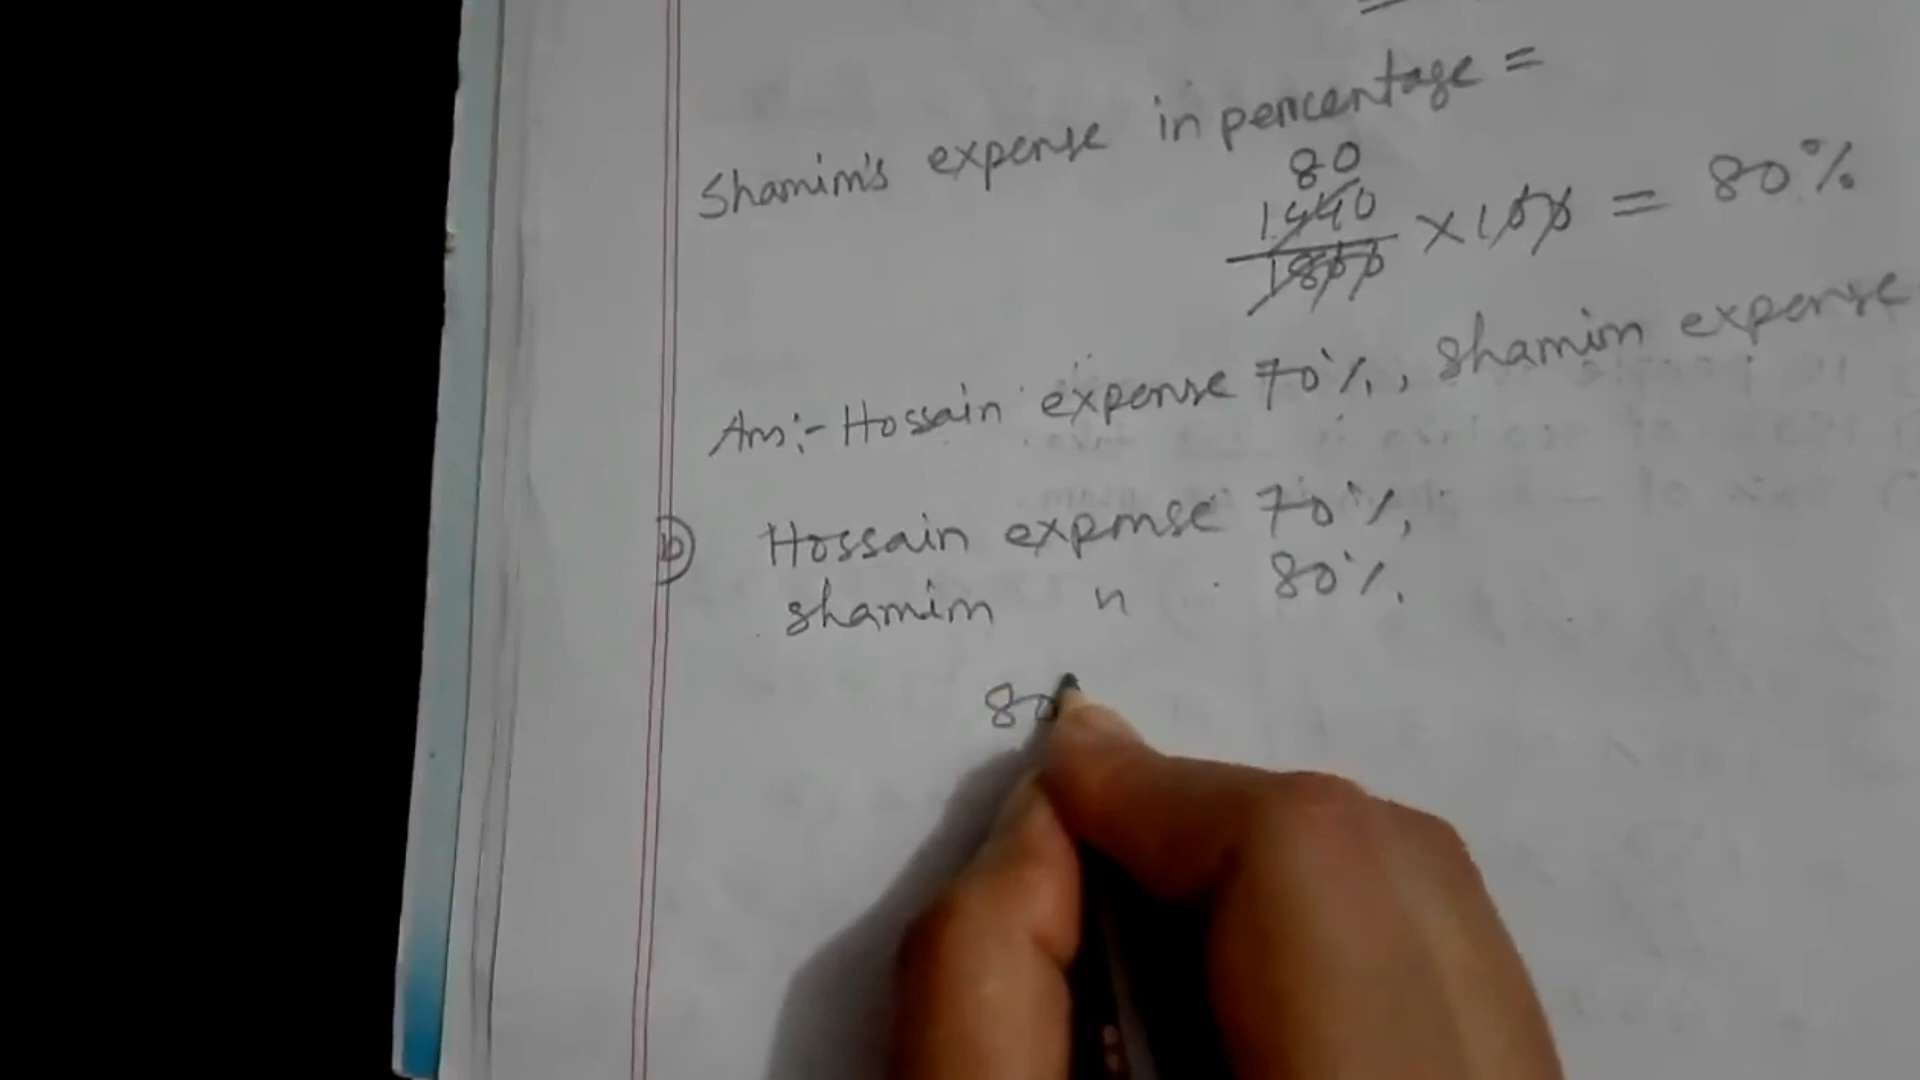 Shamim's expense in percentage =
80
1440
1800 × 100 = 80%
Ans:- Hossain expense 70%, Shamim expense
b) Hossain expense 70%,
Shamim " 80%.
80